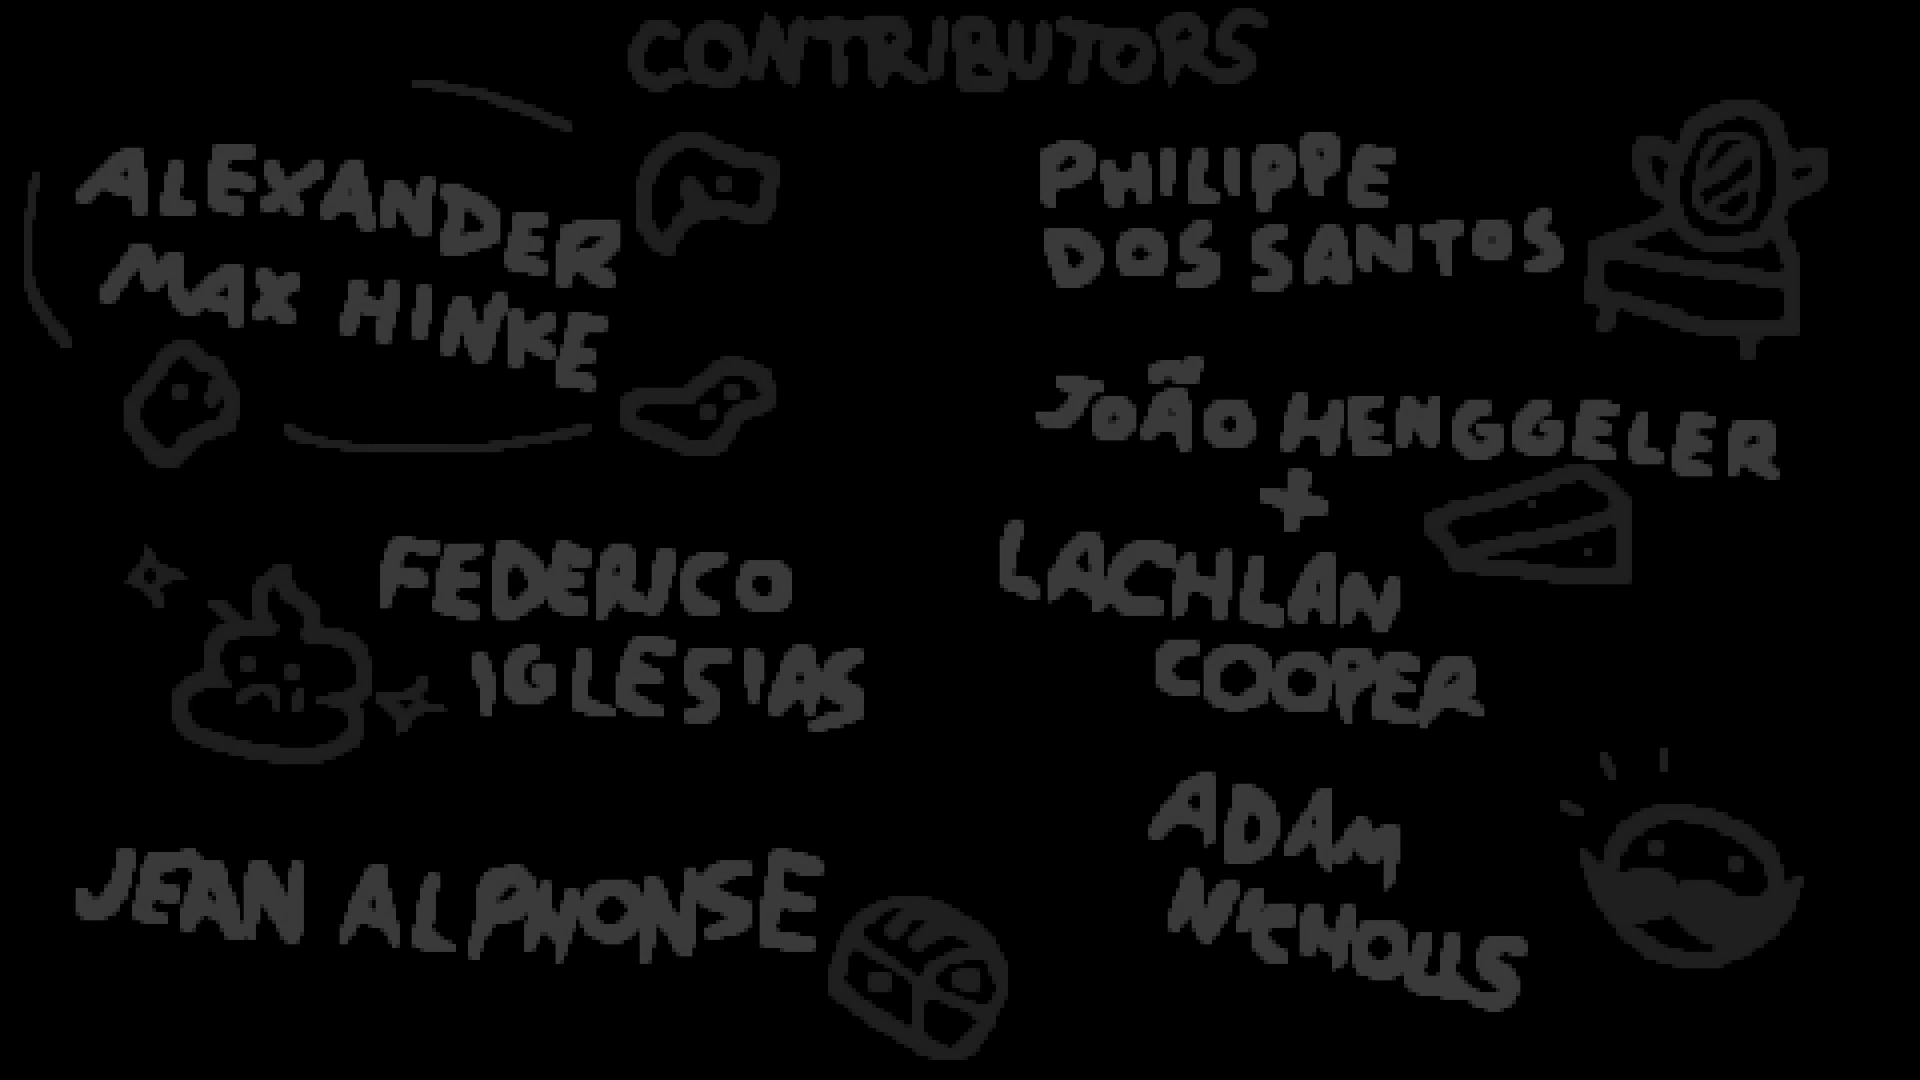 CONTRIBUTORS
ALEXANDER
MAX HINKE
FEDERICO
IGLESIAS
JEAN ALPHONSE
PHILIPPE
DOS SANTOS
JOÃO HENGGELER
+
LACHLAN
COOPER
ADAM
NICHOLLS